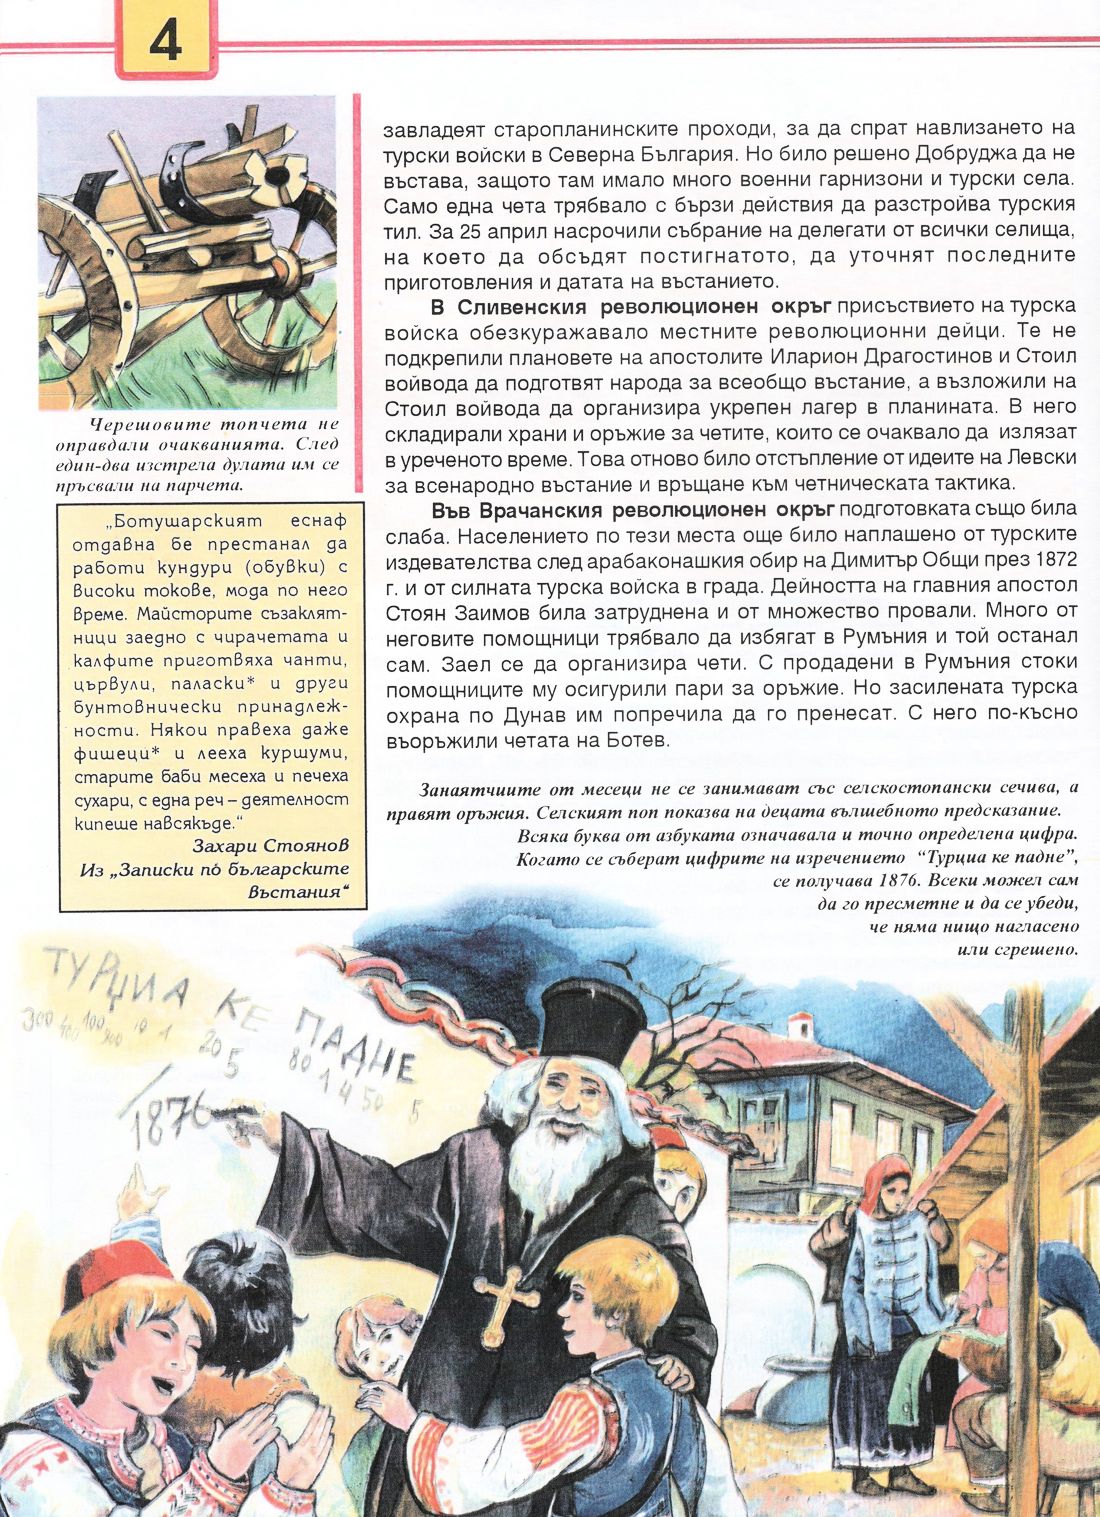 4
завладеят старопланинските проходи, за да спрат навлизането на
турски войски в Северна България. Но било решено Добруджа да не
въстава, защото там имало много военни гарнизони и турски села.
Само една чета трябвало с бързи действия да разстройва турския
тил. За 25 април насрочили събрание на делегати от всички селища,
на което да обсъдят постигнатото, да уточнят последните
приготовления и датата на въстанието.
В Сливенския революционен окръг присъствието на турска
войска обезкуражавало местните революционни дейци. Те не
подкрепили плановете на апостолите Иларион Драгостинов и Стоил
войвода да подготвят народа за всеобщо въстание, а възложили на
Стоил войвода да организира укрепен лагер в планината. В него
складирали храни и оръжие за четите, които се очаквало да излязат
в уреченото време. Това отново било отстъпление от идеите на Левски
за всенародно въстание и връщане към четническата тактика.
Във Врачанския революционен окръг подготовката също била
слаба. Населението по тези места още било наплашено от турските
издевателства след арабаконашкия обир на Димитър Общи през 1872
г. и от силната турска войска в града. Дейността на главния апостол
Стоян Заимов била затруднена и от множество провали. Много от
неговите помощници трябвало да избягат в Румъния и той останал
сам. Заел се да организира чети. С продадени в Румъния стоки
помощниците му осигурили пари за оръжие. Но засилената турска
охрана по Дунав им попречила да го пренесат. С него по-късно
въоръжили четата на Ботев.
Черешовите топчета не
оправдали очакванията. След
един-два изстрела дулата им се
пръсвали на парчета.
„Ботушарският еснаф
отдавна бе престанал да
работи кундури (обувки) с
високи токове, мода по него
време. Майсторите съзаклят-
ници заедно с чирачетата и
калфите приготвяха чанти,
цървули, паласки* и други
бунтовнически принадлеж-
ности. Някои правеха даже
фишеци* и лееха куршуми,
старите баби месеха и печеха
сухари, с една реч – деятелност
кипеше навсякъде.“
Захари Стоянов
Из „Записки по българските
въстания“
Занаятчиите от месеци не се занимават със селскостопански сечива, а
правят оръжия. Селският поп показва на децата вълшебното предсказание.
Всяка буква от азбуката означавала и точно определена цифра.
Когато се съберат цифрите на изречението “Турциа ке падне”,
се получава 1876. Всеки можел сам
да го пресметне и да се убеди,
че няма нищо нагласено
или сгрешено.
ТУРЦИА КЕ ПАДНЕ
300 400 100 900 10 1 20 5 80 1 4 50 5
1876